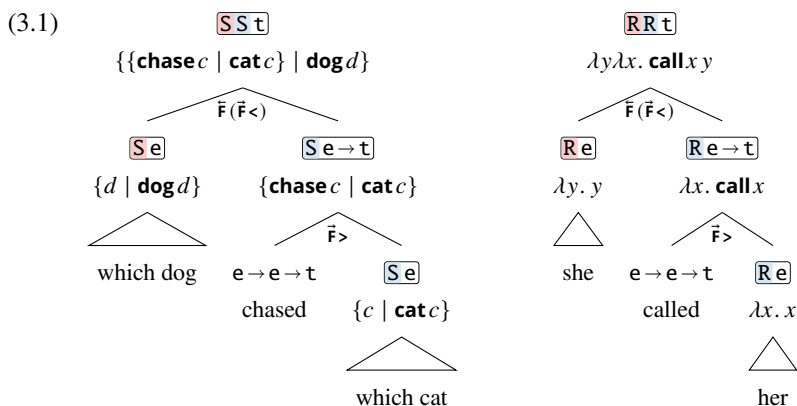 (3.1)
S S t
{{chase c | cat c} | dog d}
F⃖ (F⃗ <)
S e
{d | dog d}
which dog
S e → t
{chase c | cat c}
F⃗ >
e → e → t
chased
S e
{c | cat c}
which cat
R R t
λyλx. call x y
F⃖ (F⃗ <)
R e
λy. y
she
R e → t
λx. call x
F⃗ >
e → e → t
called
R e
λx. x
her